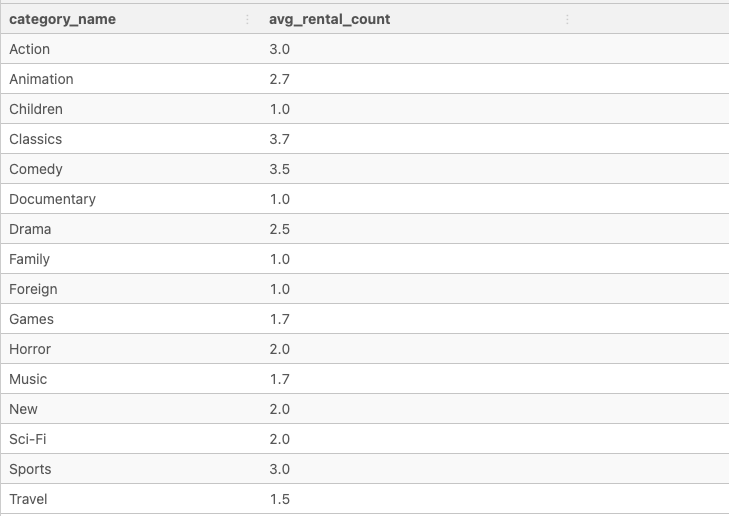 category_name avg_rental_count
Action 3.0
Animation 2.7
Children 1.0
Classics 3.7
Comedy 3.5
Documentary 1.0
Drama 2.5
Family 1.0
Foreign 1.0
Games 1.7
Horror 2.0
Music 1.7
New 2.0
Sci-Fi 2.0
Sports 3.0
Travel 1.5